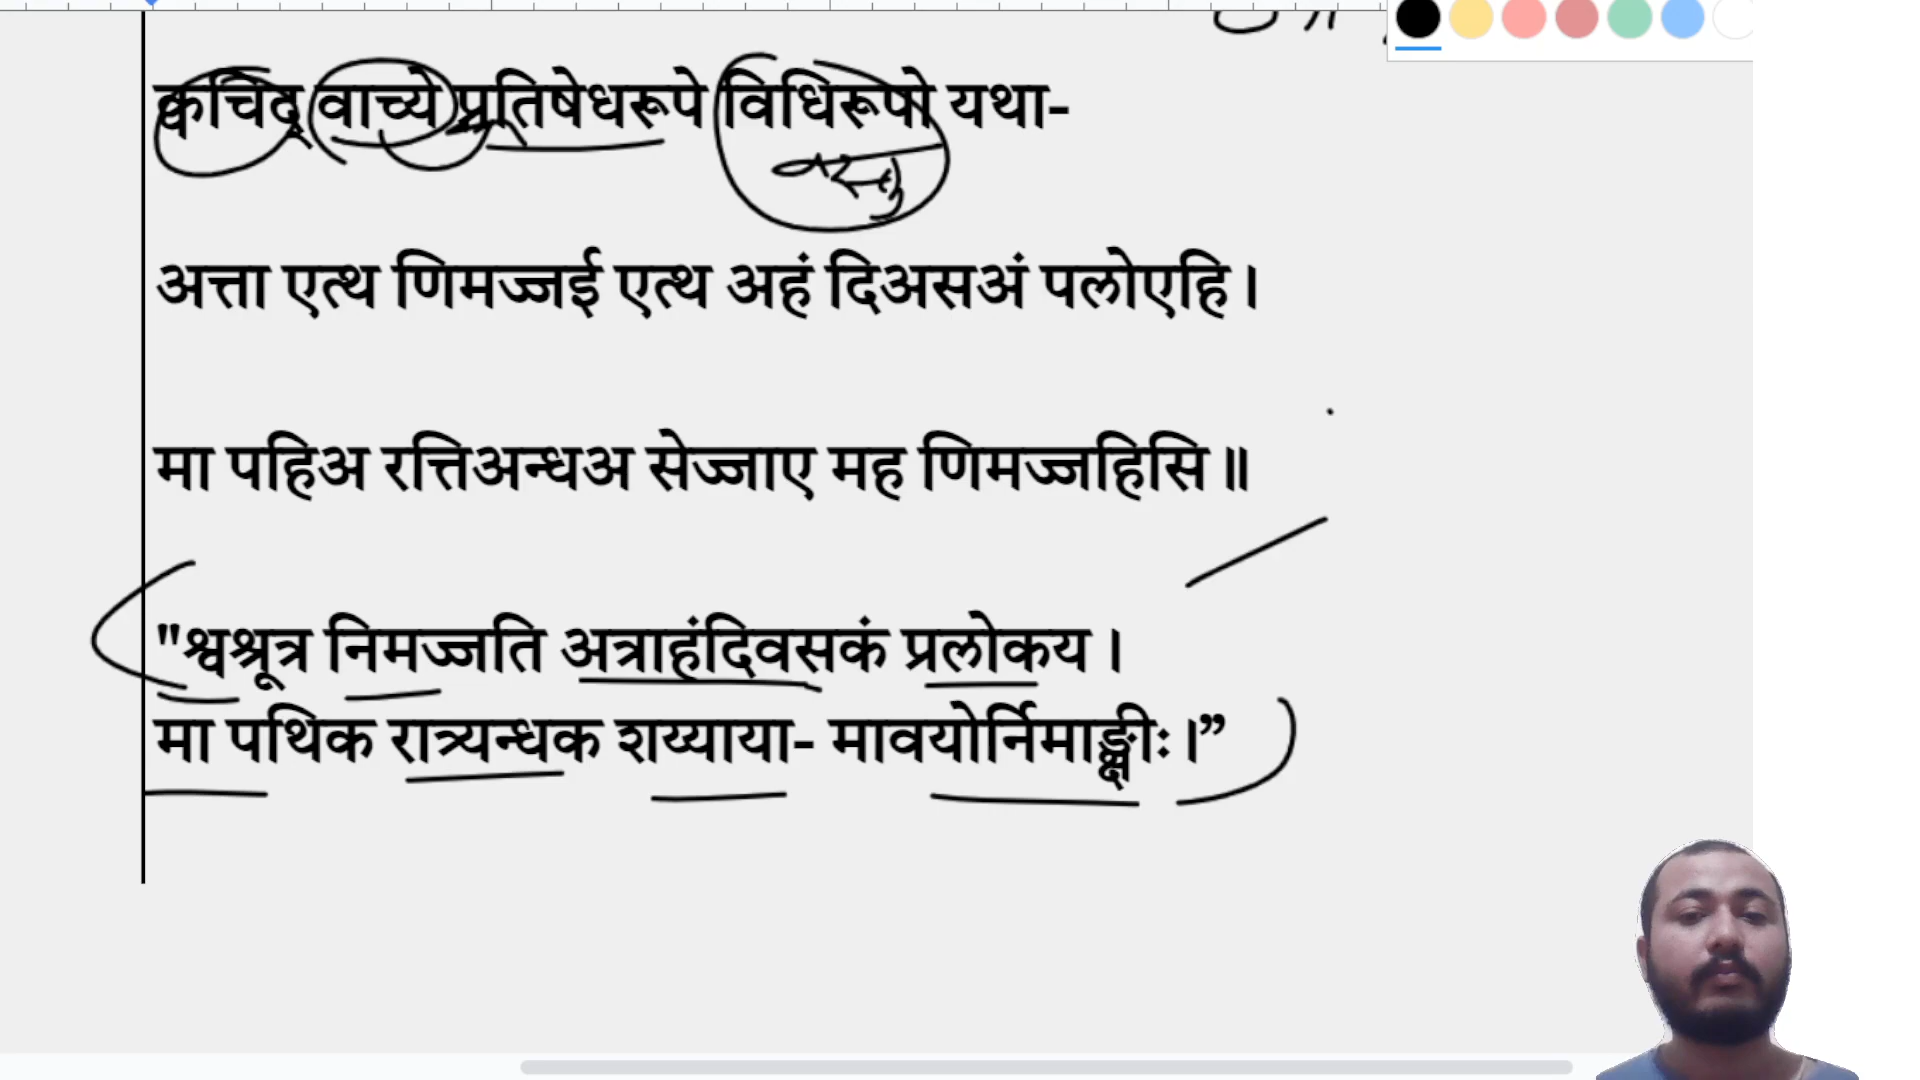 क्वचिद् वाच्ये प्रतिषेधरूपे विधिरूपो यथा-
वस्तु
अत्ता एत्थ णिमज्जई एत्थ अहं दिअसअं पलोएहि।
मा पहिअ रत्तिअन्धअ सेज्जाए मह णिमज्जहिसि॥
"श्वश्रूत्र निमज्जति अत्राहंदिवसकं प्रलोकय।
मा पथिक रात्र्यन्धक शय्याया- मावयोर्निमाङ्क्षीः।”